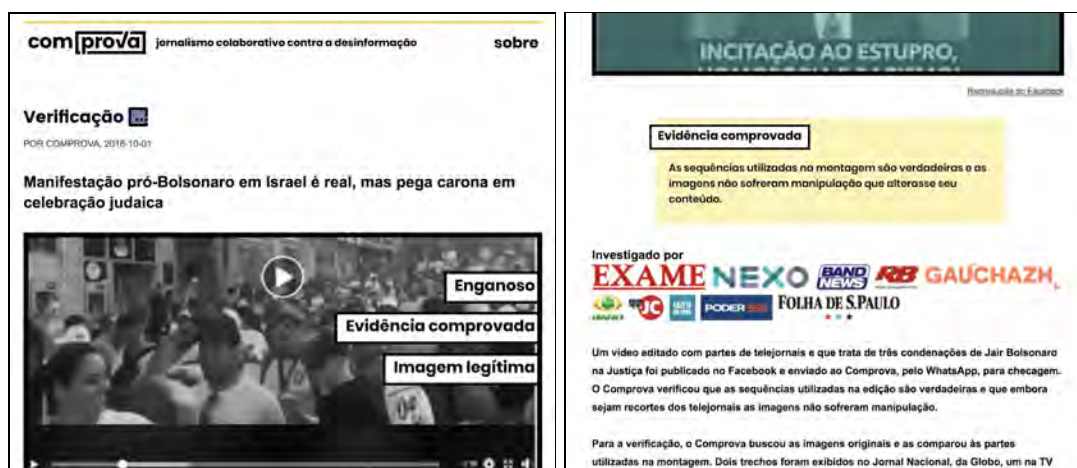 comprova jornalismo colaborativo contra a desinformação sobre
Verificação ...
POR COMPROVA, 2018-10-01
Manifestação pró-Bolsonaro em Israel é real, mas pega carona em
celebração judaica
Enganoso
Evidência comprovada
Imagem legítima
INCITAÇÃO AO ESTUPRO,
Reprodução do Facebook
Evidência comprovada
As sequências utilizadas na montagem são verdadeiras e as
imagens não sofreram manipulação que alterasse seu
conteúdo.
Investigado por
EXAME NEXO BAND NEWS RB GAÚCHAZH,
JC PODER FOLHA DE S.PAULO
Um vídeo editado com partes de telejornais e que trata de três condenações de Jair Bolsonaro
na Justiça foi publicado no Facebook e enviado ao Comprova, pelo WhatsApp, para checagem.
O Comprova verificou que as sequências utilizadas na edição são verdadeiras e que embora
sejam recortes dos telejornais as imagens não sofreram manipulação.
Para a verificação, o Comprova buscou as imagens originais e as comparou às partes
utilizadas na montagem. Dois trechos foram exibidos no Jornal Nacional, da Globo, um na TV